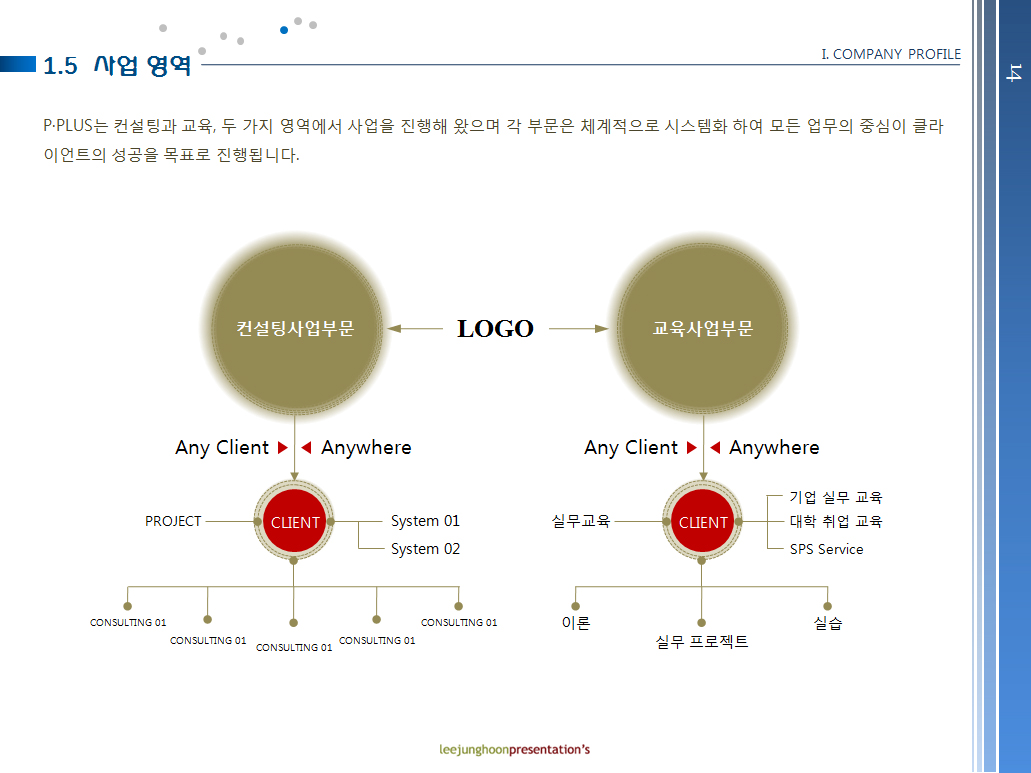 1.5 사업 영역
I. COMPANY PROFILE
14
P·PLUS는 컨설팅과 교육, 두 가지 영역에서 사업을 진행해 왔으며 각 부문은 체계적으로 시스템화 하여 모든 업무의 중심이 클라
이언트의 성공을 목표로 진행됩니다.
컨설팅사업부문
LOGO
교육사업부문
Any Client
Anywhere
Any Client
Anywhere
PROJECT
CLIENT
System 01
System 02
실무교육
CLIENT
기업 실무 교육
대학 취업 교육
SPS Service
CONSULTING 01
CONSULTING 01
CONSULTING 01
CONSULTING 01
CONSULTING 01
이론
실무 프로젝트
실습
leejunghoonpresentation's